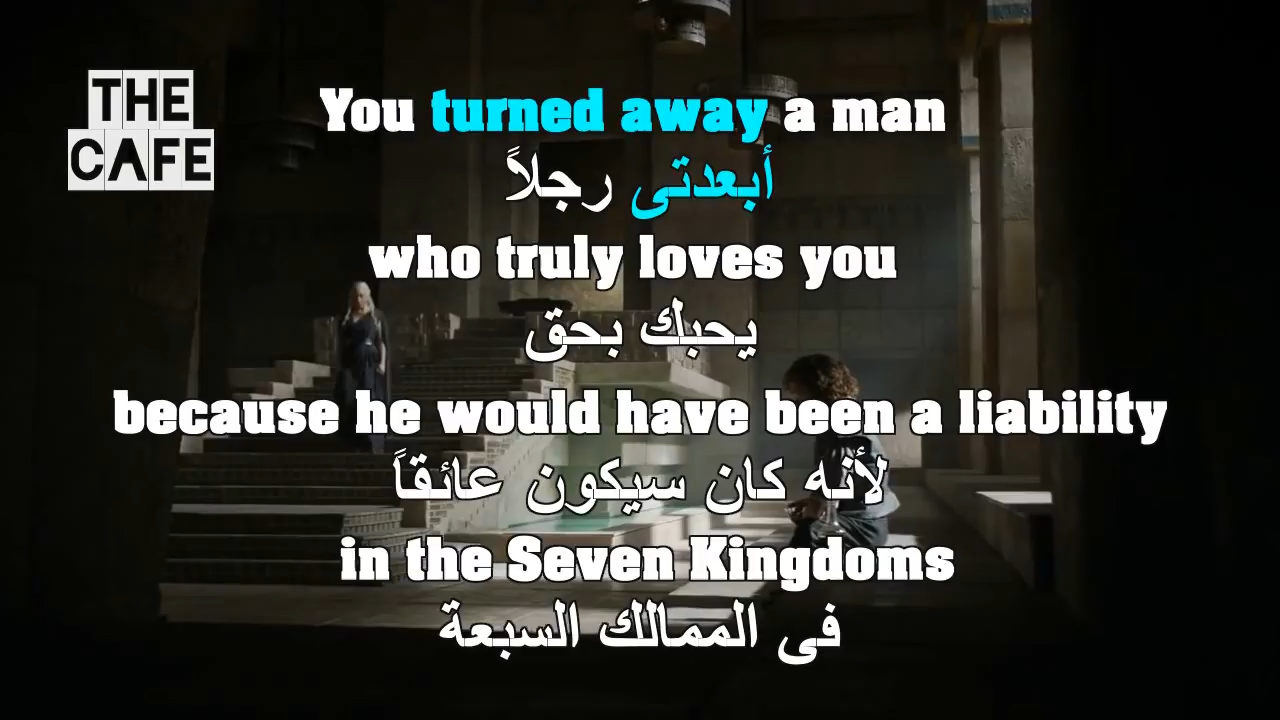 THE
CAFE
You turned away a man
أبعدتى رجلاً
who truly loves you
يحبك بحق
because he would have been a liability
لأنه كان سيكون عائقاً
in the Seven Kingdoms
فى الممالك السبعة